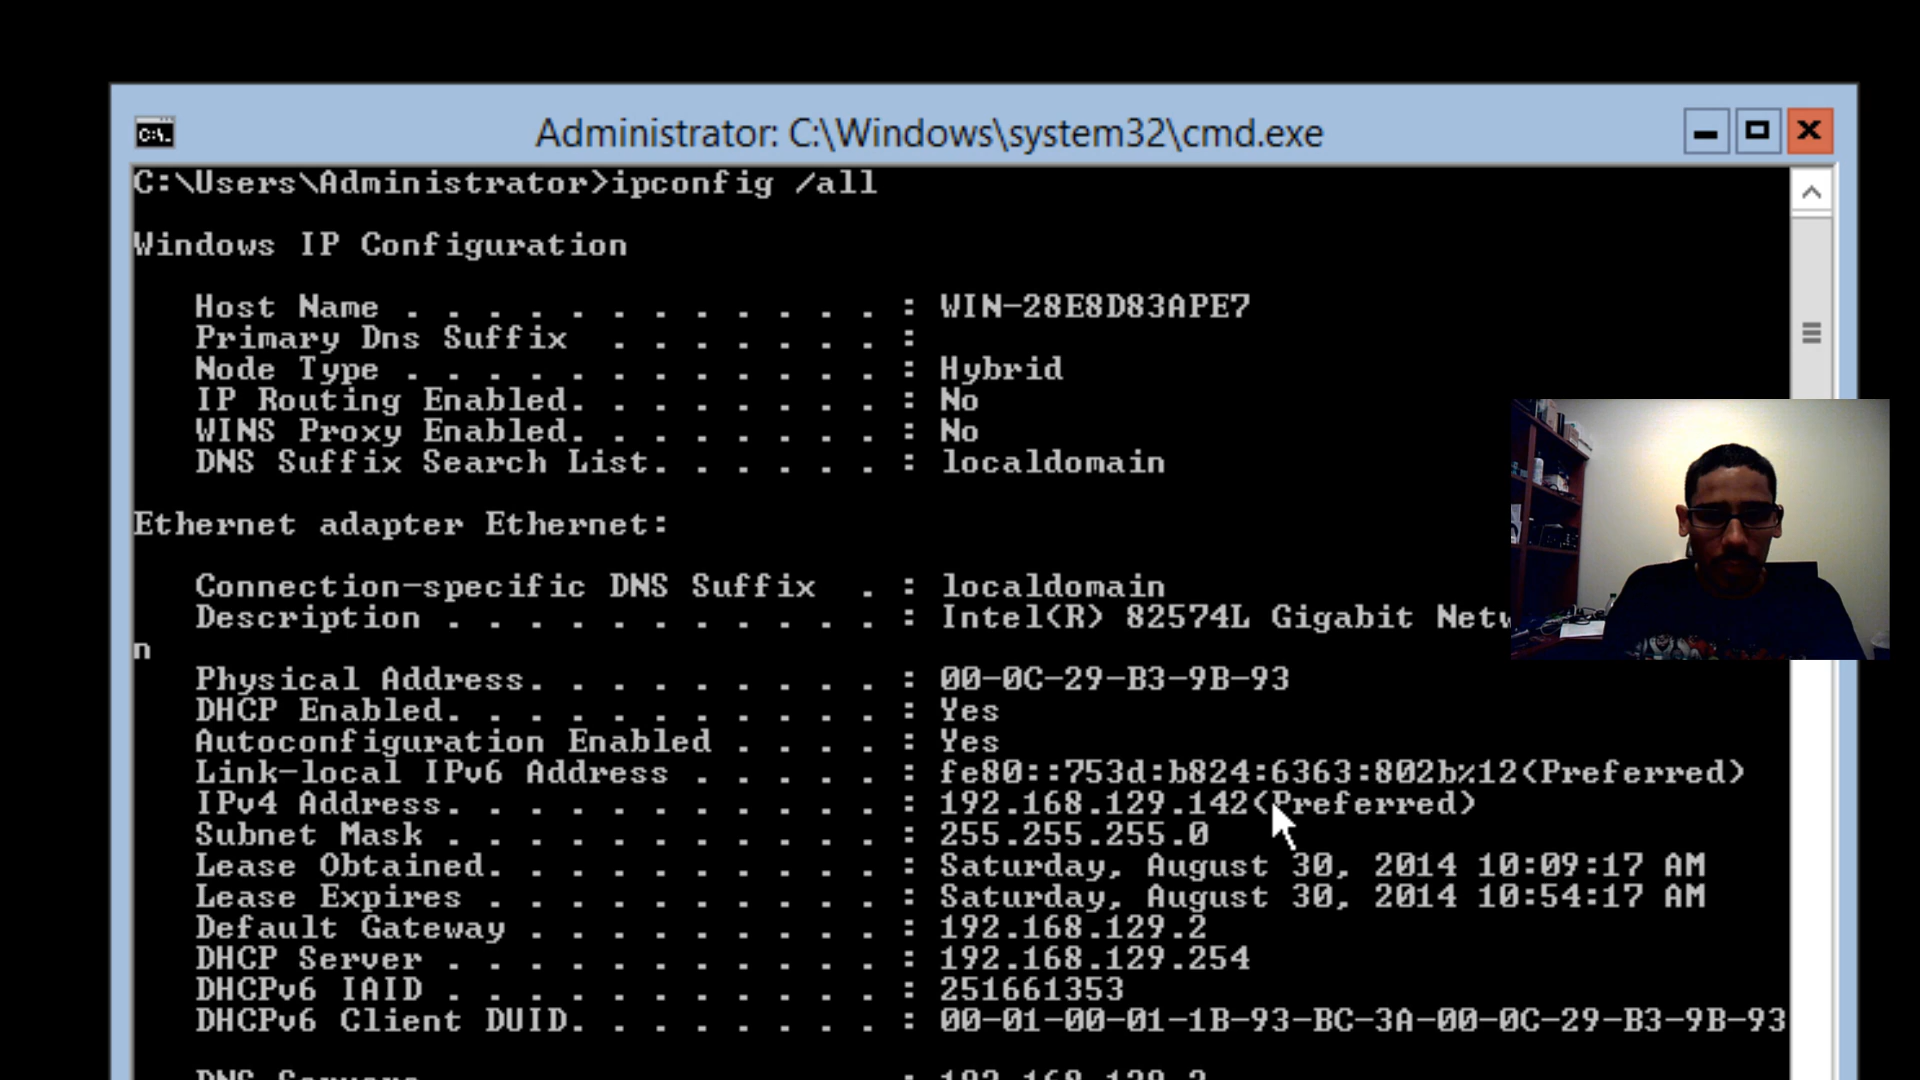 Administrator: C:\Windows\system32\cmd.exe
C:\Users\Administrator>ipconfig /all
Windows IP Configuration
Host Name . . . . . . . . . . . . : WIN-28E8D83APE7
Primary Dns Suffix  . . . . . . . :
Node Type . . . . . . . . . . . . : Hybrid
IP Routing Enabled. . . . . . . . : No
WINS Proxy Enabled. . . . . . . . : No
DNS Suffix Search List. . . . . . : localdomain
Ethernet adapter Ethernet:
Connection-specific DNS Suffix  . : localdomain
Description . . . . . . . . . . . : Intel(R) 82574L Gigabit
n
Physical Address. . . . . . . . . : 00-0C-29-B3-9B-93
DHCP Enabled. . . . . . . . . . . : Yes
Autoconfiguration Enabled . . . . : Yes
Link-local IPv6 Address . . . . . : fe80::753d:b824:6363:802b%12(Preferred)
IPv4 Address. . . . . . . . . . . : 192.168.129.142(Preferred)
Subnet Mask . . . . . . . . . . . : 255.255.255.0
Lease Obtained. . . . . . . . . . : Saturday, August 30, 2014 10:09:17 AM
Lease Expires . . . . . . . . . . : Saturday, August 30, 2014 10:54:17 AM
Default Gateway . . . . . . . . . : 192.168.129.2
DHCP Server . . . . . . . . . . . : 192.168.129.254
DHCPv6 IAID . . . . . . . . . . . : 251661353
DHCPv6 Client DUID. . . . . . . . : 00-01-00-01-1B-93-BC-3A-00-0C-29-B3-9B-93